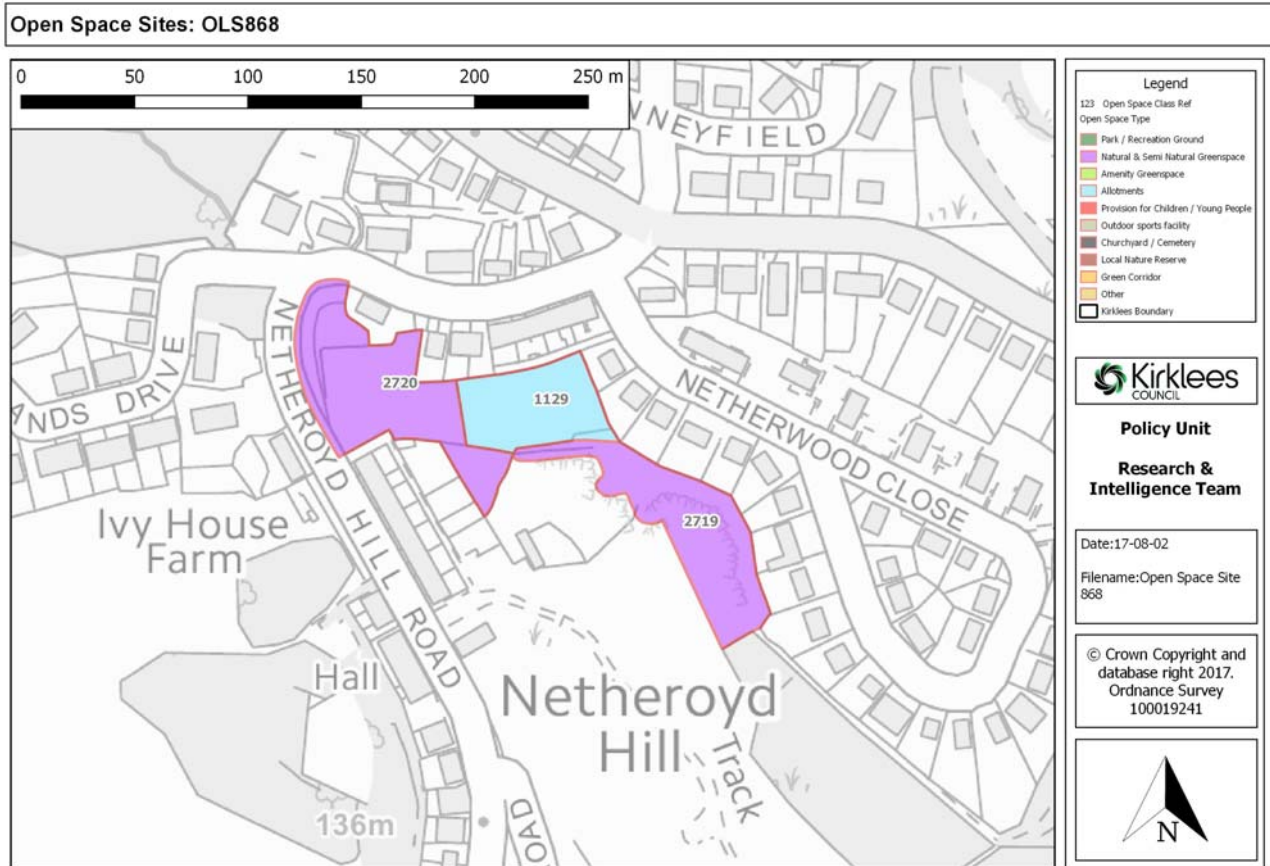 Open Space Sites: OLS868
0 50 100 150 200 250 m
NNEYFIELD
NETHEROYD HILL ROAD
ANDS DRIVE
2720
1129
NETHERWOOD CLOSE
2719
Ivy House
Farm
Hall
Netheroyd
Hill
Track
136m
OAD
Legend
123 Open Space Class Ref
Open Space Type
Park / Recreation Ground
Natural & Semi Natural Greenspace
Amenity Greenspace
Allotments
Provision for Children / Young People
Outdoor sports facility
Churchyard / Cemetery
Local Nature Reserve
Green Corridor
Other
Kirklees Boundary
Kirklees
COUNCIL
Policy Unit
Research &
Intelligence Team
Date:17-08-02
Filename:Open Space Site
868
© Crown Copyright and
database right 2017.
Ordnance Survey
100019241
N